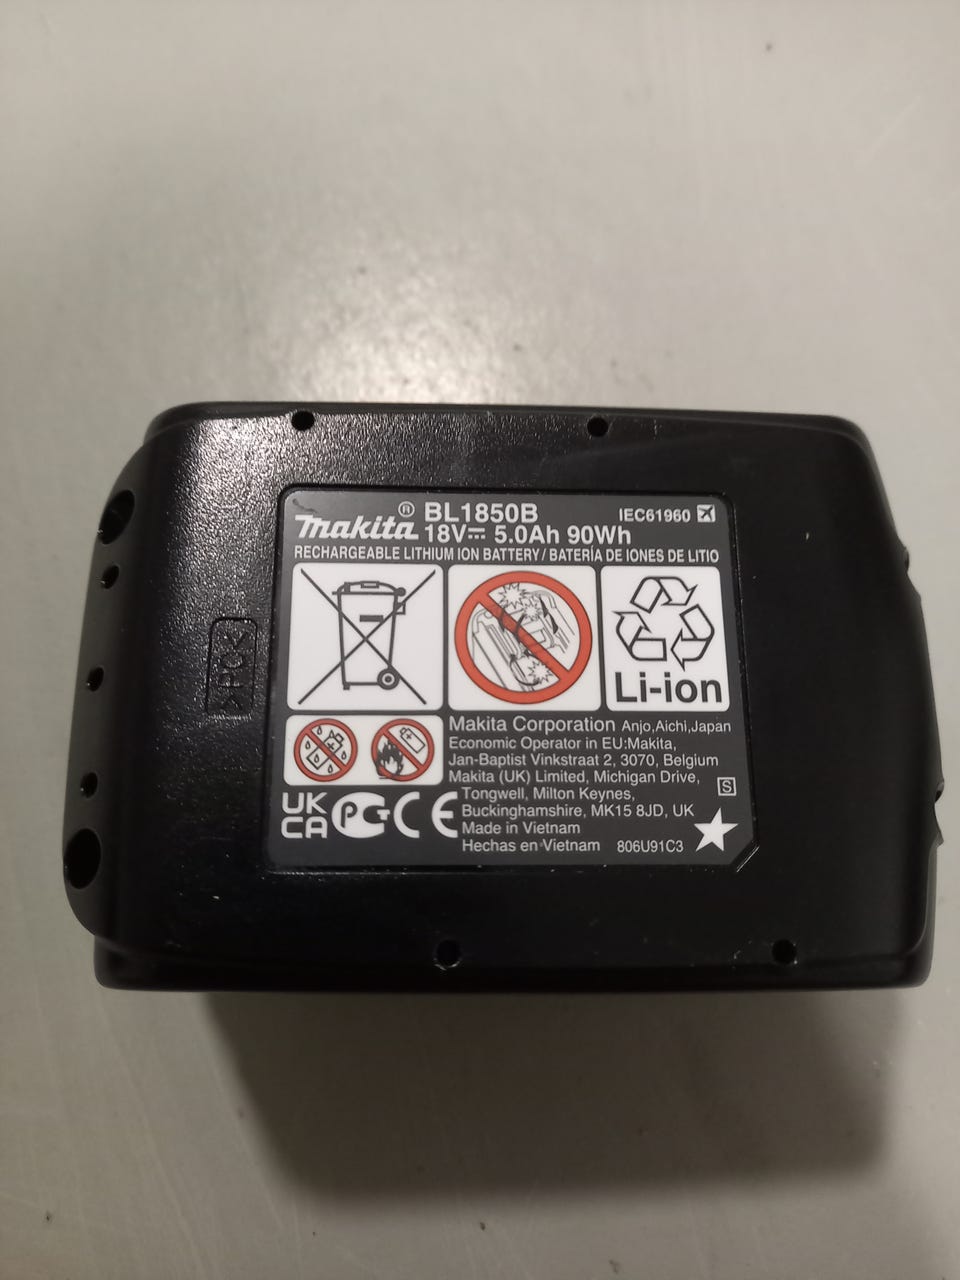 makita® BL1850B
18V 5.0Ah 90Wh
IEC61960
RECHARGEABLE LITHIUM ION BATTERY / BATERÍA DE IONES DE LITIO
Li-ion
Makita Corporation Anjo,Aichi,Japan
Economic Operator in EU:Makita,
Jan-Baptist Vinkstraat 2, 3070, Belgium
Makita (UK) Limited, Michigan Drive,
Tongwell, Milton Keynes,
Buckinghamshire, MK15 8JD, UK
Made in Vietnam
Hechas en Vietnam 806U91C3
S
UK
CA
CE